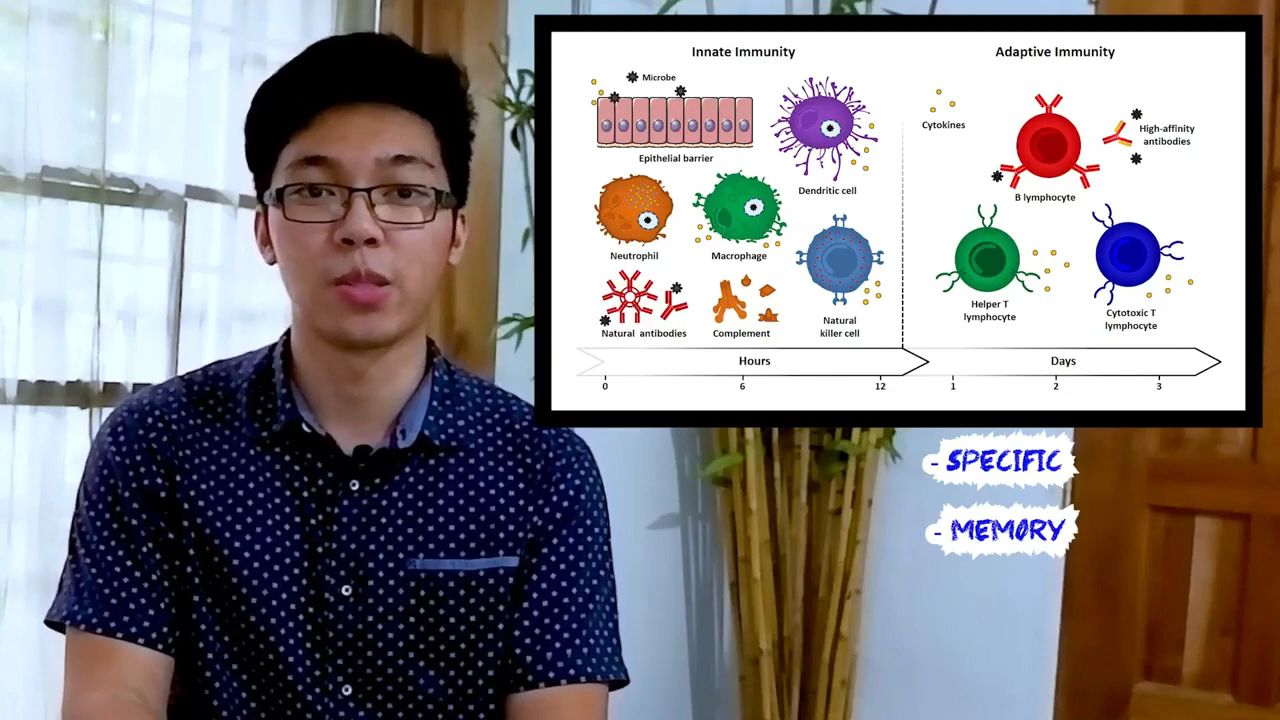 Innate Immunity
Adaptive Immunity
Microbe
Epithelial barrier
Dendritic cell
Cytokines
High-affinity
antibodies
B lymphocyte
Neutrophil
Macrophage
Natural antibodies
Complement
Natural
killer cell
Helper T
lymphocyte
Cytotoxic T
lymphocyte
Hours
Days
0
6
12
1
2
3
- SPECIFIC
- MEMORY